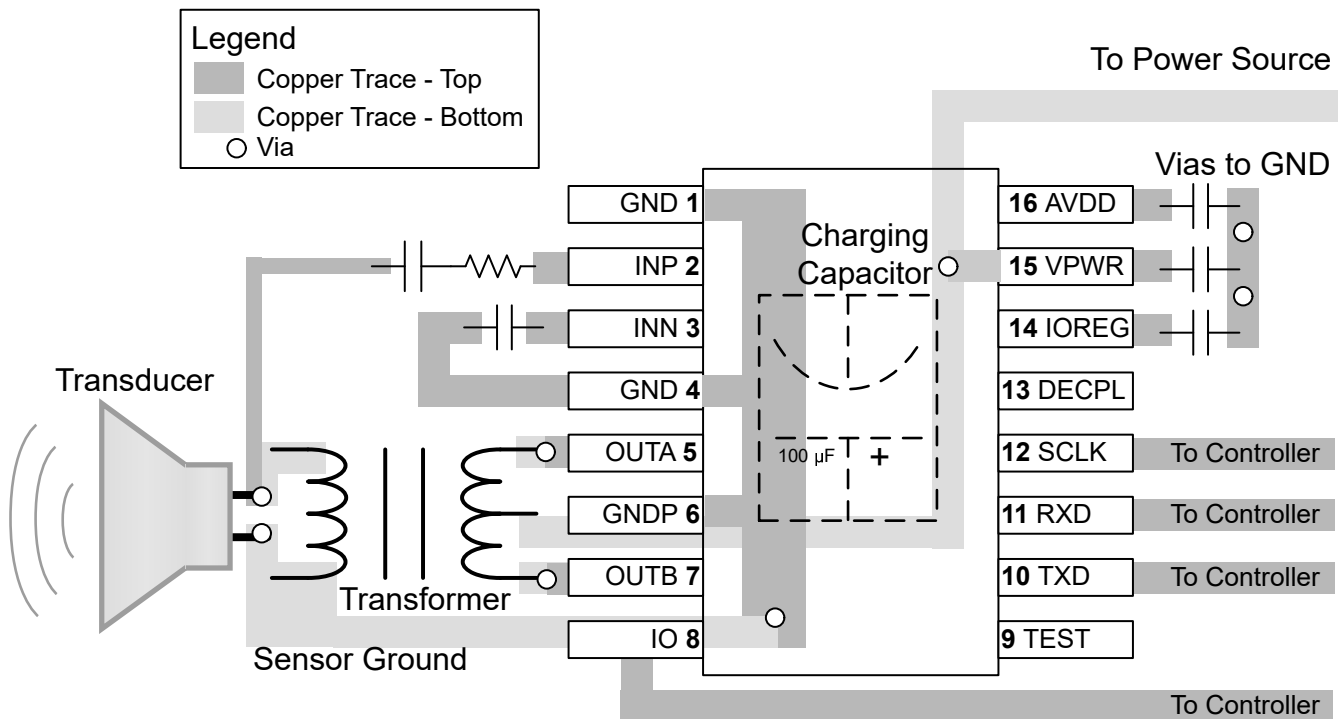 Legend
Copper Trace - Top
Copper Trace - Bottom
Via
To Power Source
Vias to GND
GND 1
INP 2
INN 3
GND 4
OUTA 5
GNDP 6
OUTB 7
IO 8
Charging
Capacitor
100 µF
+
16 AVDD
15 VPWR
14 IOREG
13 DECPL
12 SCLK
11 RXD
10 TXD
9 TEST
To Controller
To Controller
To Controller
To Controller
Transducer
Transformer
Sensor Ground